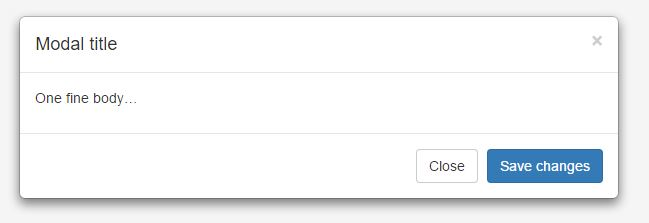 Modal title ×
One fine body…
Close Save changes